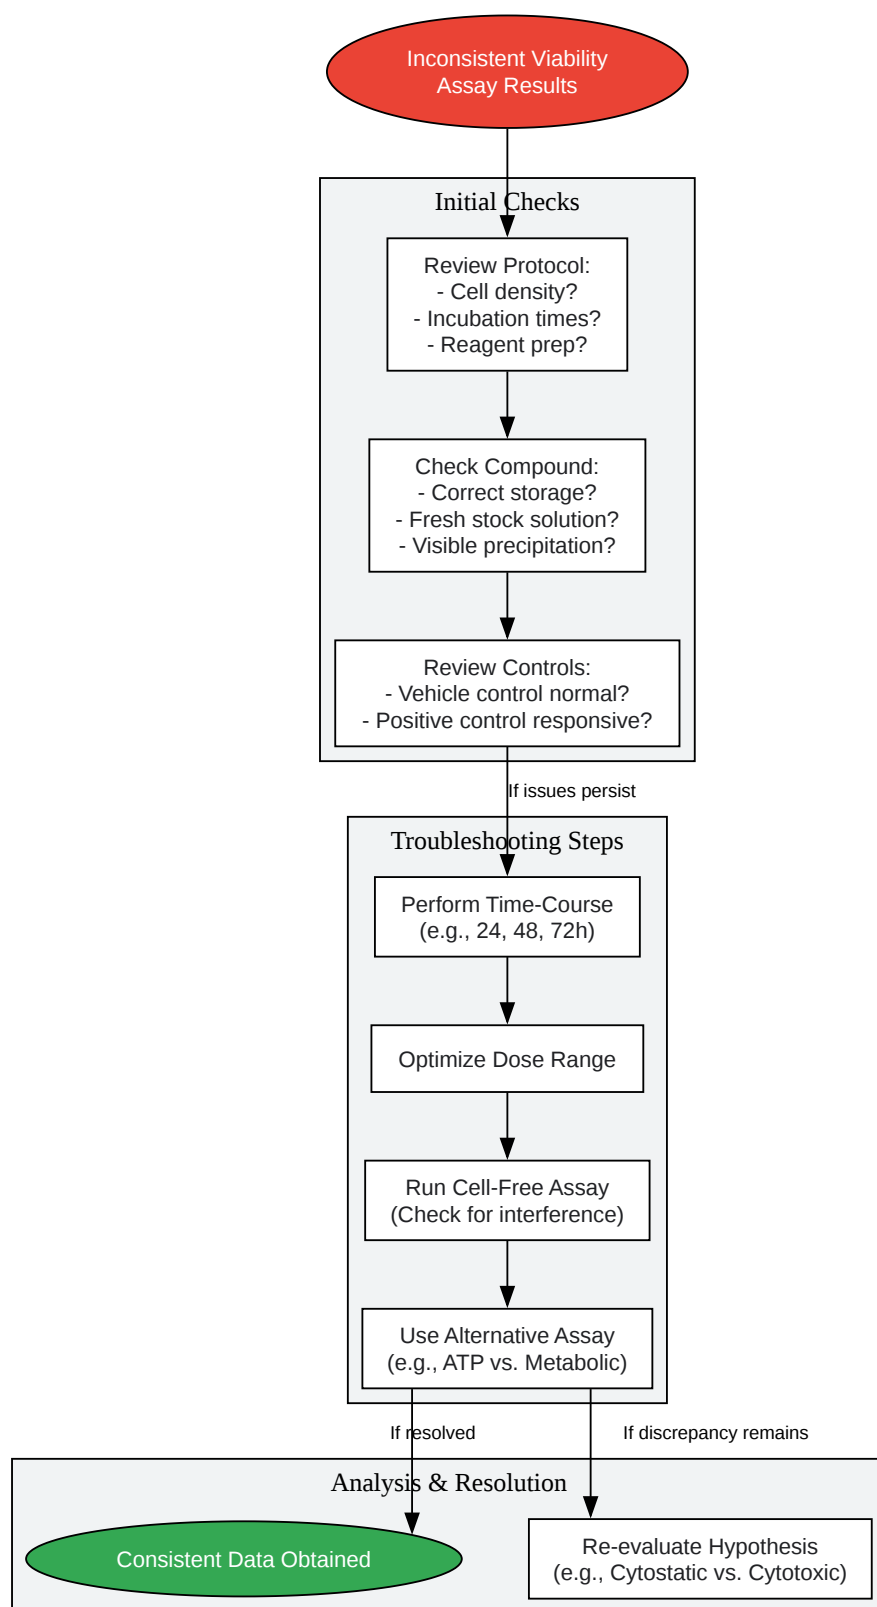 Inconsistent Viability
Assay Results
Initial Checks
Review Protocol:
- Cell density?
- Incubation times?
- Reagent prep?
Check Compound:
- Correct storage?
- Fresh stock solution?
- Visible precipitation?
Review Controls:
- Vehicle control normal?
- Positive control responsive?
If issues persist
Troubleshooting Steps
Perform Time-Course
(e.g., 24, 48, 72h)
Optimize Dose Range
Run Cell-Free Assay
(Check for interference)
Use Alternative Assay
(e.g., ATP vs. Metabolic)
If resolved
If discrepancy remains
Analysis & Resolution
Consistent Data Obtained
Re-evaluate Hypothesis
(e.g., Cytostatic vs. Cytotoxic)